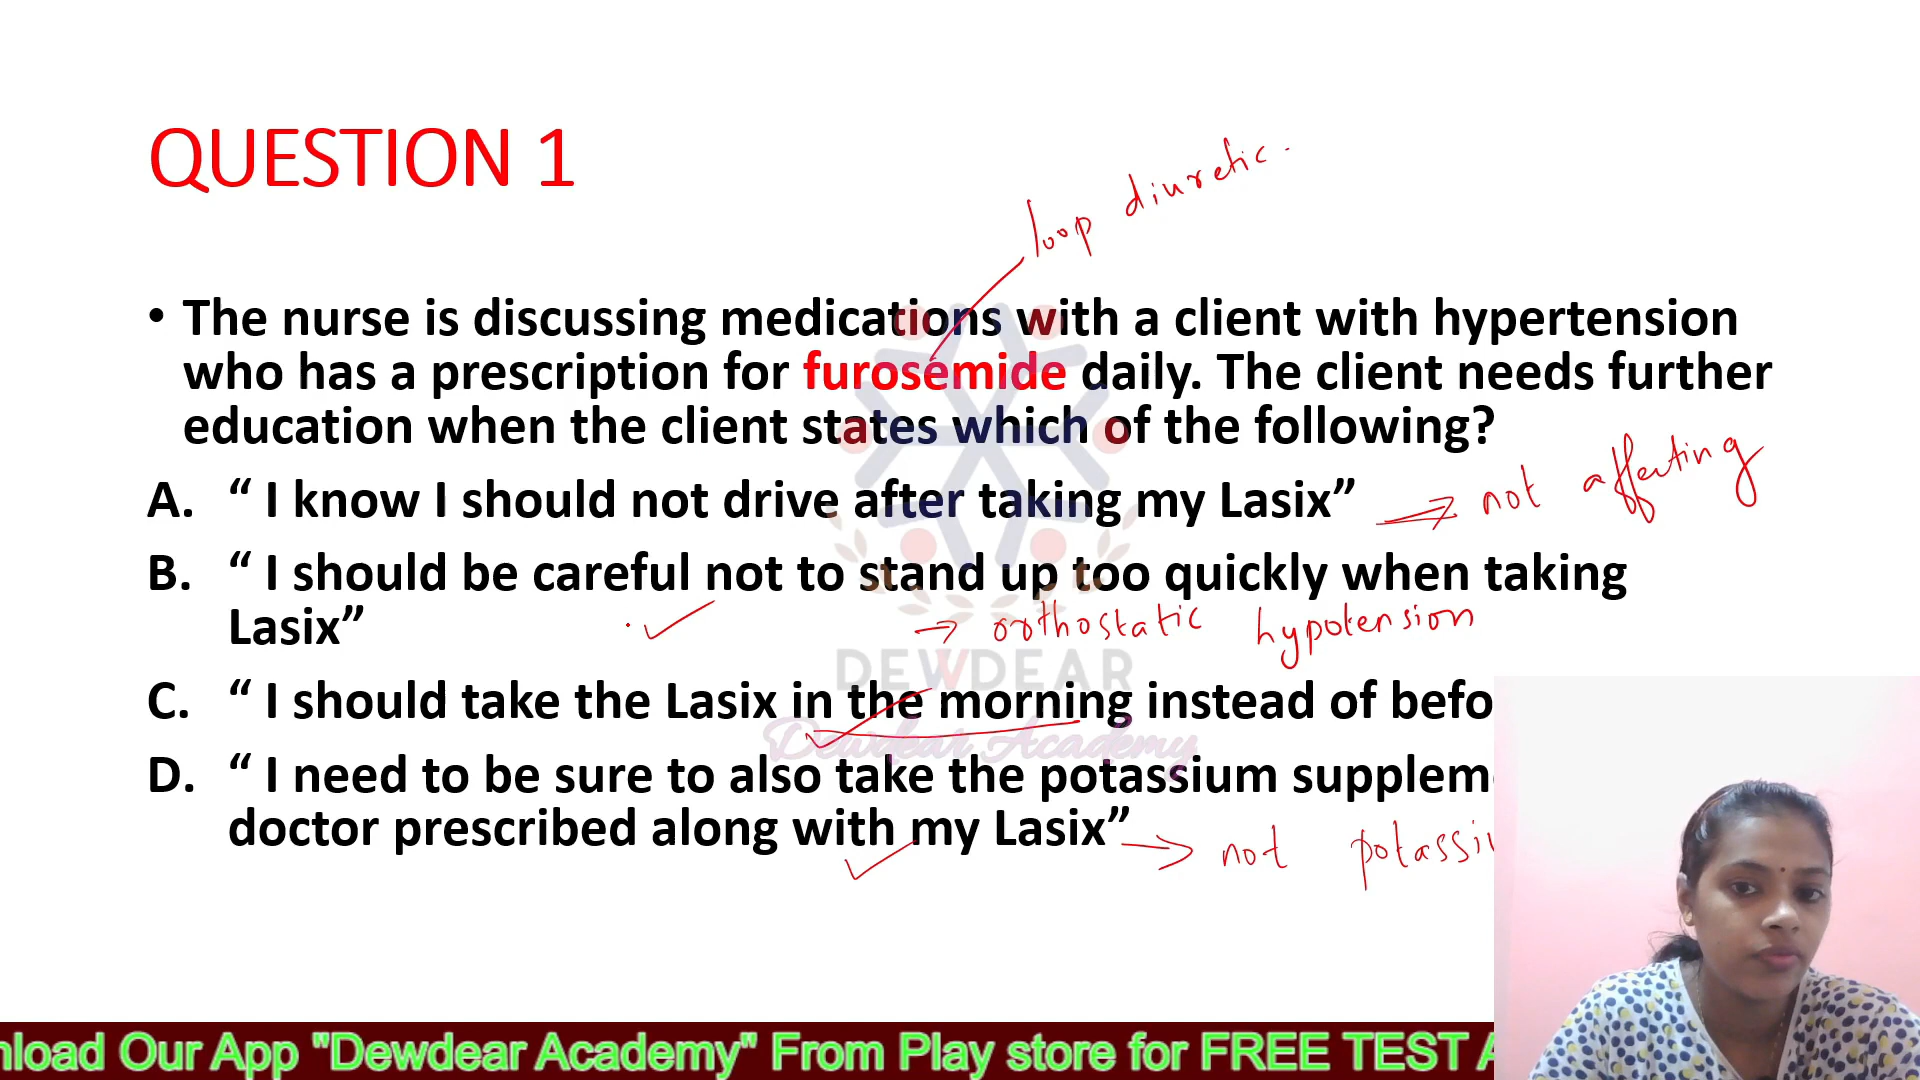 QUESTION 1
loop diuretic.
• The nurse is discussing medications with a client with hypertension
who has a prescription for furosemide daily. The client needs further
education when the client states which of the following?
A. “ I know I should not drive after taking my Lasix” → not affecting
B. “ I should be careful not to stand up too quickly when taking
Lasix” → orthostatic hypotension
DEWDEAR
C. “ I should take the Lasix in the morning instead of befo
Dewdear Academy
D. “ I need to be sure to also take the potassium supplem
doctor prescribed along with my Lasix” → not potassi
nload Our App "Dewdear Academy" From Play store for FREE TEST A